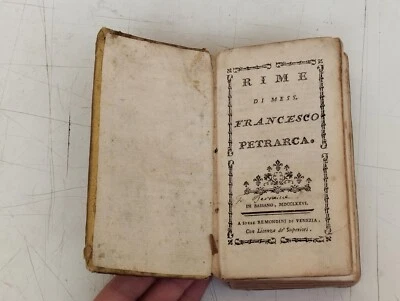 RIME
DI MESS.
FRANCESCO
PETRARCA.
IN BASSANO, MDCCLXXVI.
A SPESE REMONDINI DI VENEZIA,
Con Licenza de' Superiori.